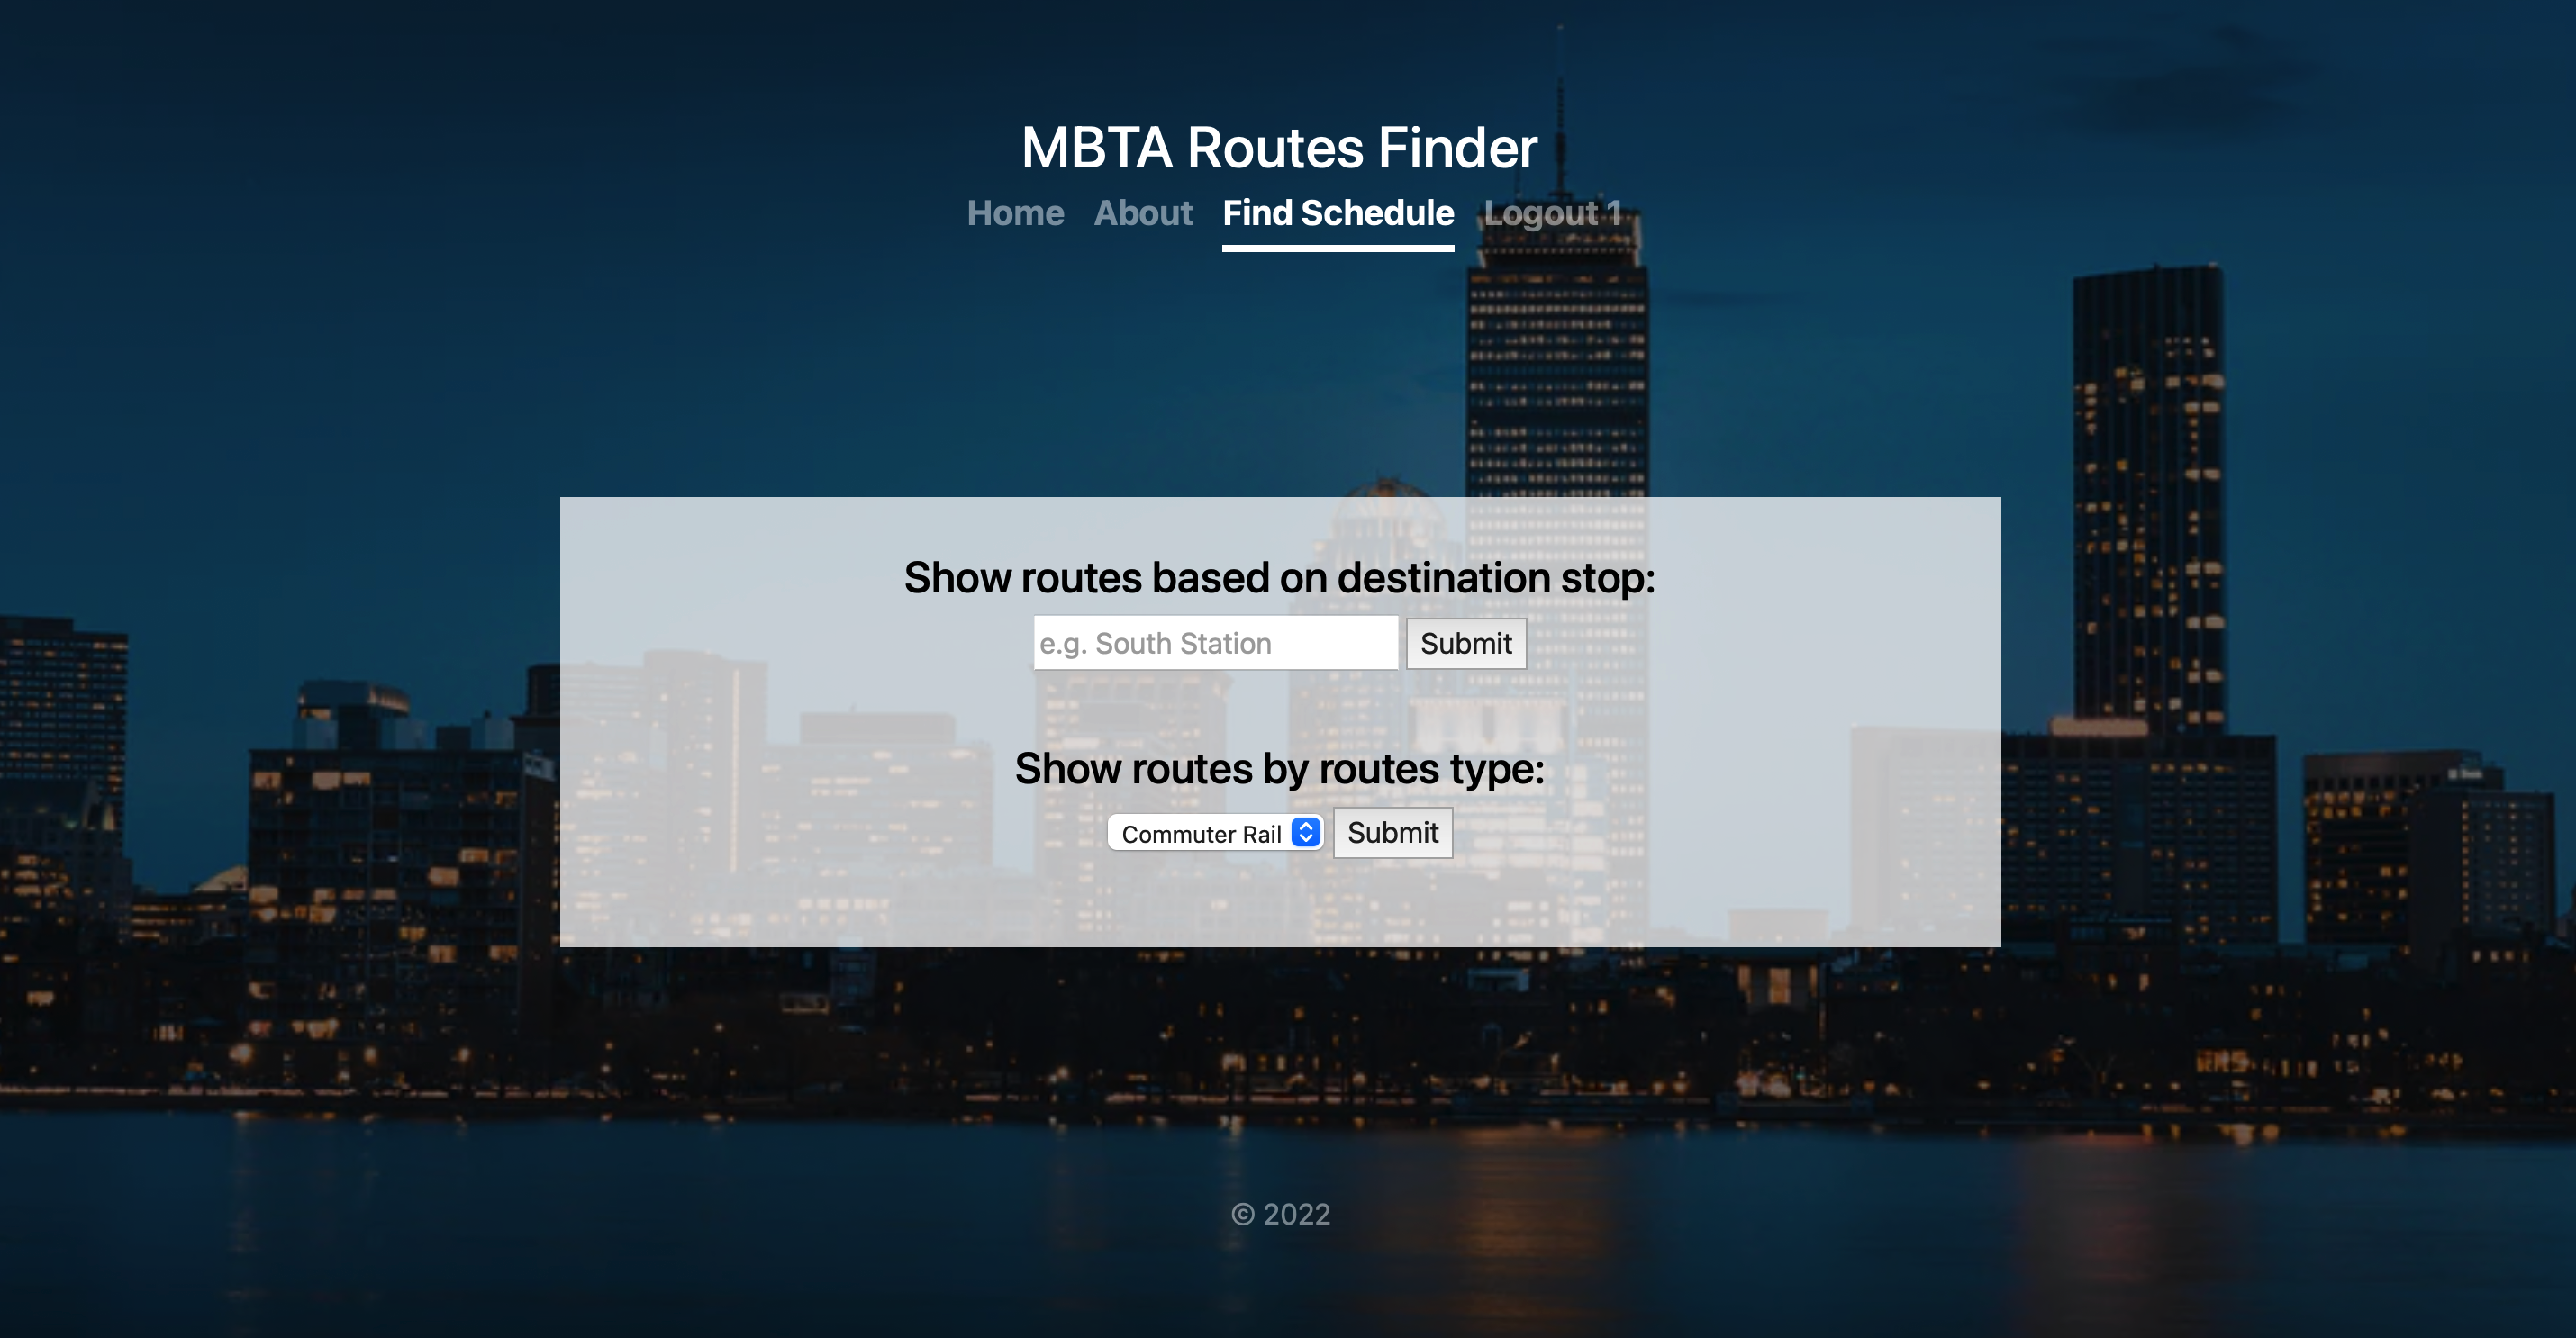 MBTA Routes Finder
Home About Find Schedule Logout 1
Show routes based on destination stop:
e.g. South Station Submit
Show routes by routes type:
Commuter Rail Submit
© 2022